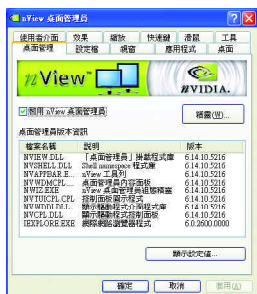 nView 桌面管理員
使用者介面 效果 縮放 快速鍵 滑鼠 工具
桌面管理 設定檔 視窗 應用程式 桌面
nView™
NVIDIA.
啟用 nView 桌面管理員
精靈(W)...
桌面管理員版本資訊
檔案名稱 說明 版本
NVIEW.DLL 「桌面管理員」掛載程式庫 6.14.10.5216
NVSHELL.DLL Shell namespace 程式庫 6.14.10.5216
NVAPPBAR.E... nView 工具列 6.14.10.5216
NVWDMCPL... 桌面管理員內容面板 6.14.10.5216
NWIZ.EXE nView 桌面管理員組態精靈 6.14.10.5216
NVTUICPL.CPL 控制面板顯示程式 6.14.10.5216
NVWDDI.DLL 顯示驅動程式介面程式庫 6.14.10.5216
NVCPL.DLL 顯示驅動程式控制面板 6.14.10.5216
IEXPLORE.EXE 網際網路瀏覽器程式 6.0.2600.0000
顯示設定值...
確定 取消 套用(A)